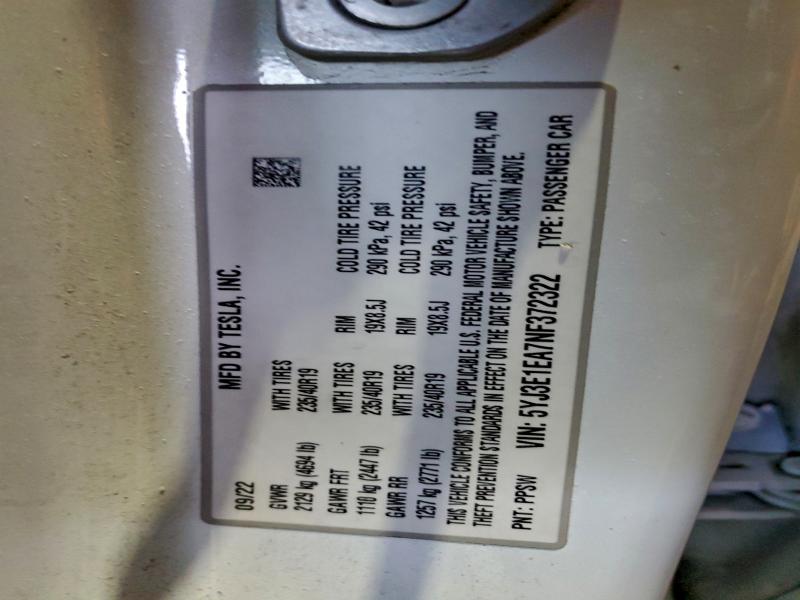 MFD BY TESLA, INC.
09/22
GVWR WITH TIRES
2129 kg (4694 lb) 235/40R19
GAWR FRT WITH TIRES RIM COLD TIRE PRESSURE
1110 kg (2447 lb) 235/40R19 19X8.5J 290 kPa, 42 psi
GAWR RR WITH TIRES RIM COLD TIRE PRESSURE
1257 kg (2771 lb) 235/40R19 19X8.5J 290 kPa, 42 psi
THIS VEHICLE CONFORMS TO ALL APPLICABLE U.S. FEDERAL MOTOR VEHICLE SAFETY, BUMPER, AND
THEFT PREVENTION STANDARDS IN EFFECT ON THE DATE OF MANUFACTURE SHOWN ABOVE.
PNT: PPSW VIN: 5YJ3E1EA7NF372322 TYPE: PASSENGER CAR